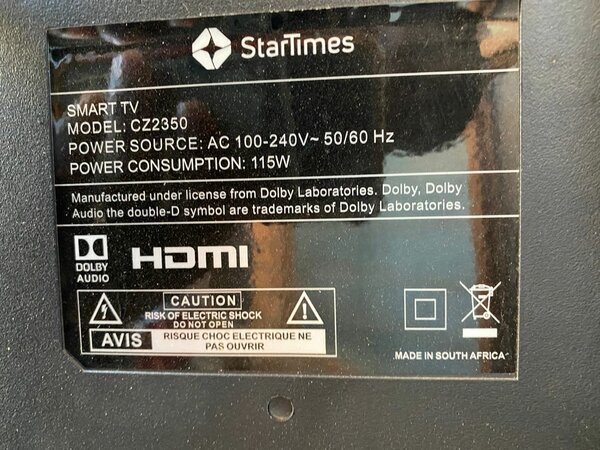 StarTimes
SMART TV
MODEL: CZ2350
POWER SOURCE: AC 100-240V~ 50/60 Hz
POWER CONSUMPTION: 115W
Manufactured under license from Dolby Laboratories. Dolby, Dolby
Audio the double-D symbol are trademarks of Dolby Laboratories.
DOLBY
AUDIO
HDMI
CAUTION
RISK OF ELECTRIC SHOCK
DO NOT OPEN
AVIS
RISQUE CHOC ELECTRIQUE NE
PAS OUVRIR
MADE IN SOUTH AFRICA